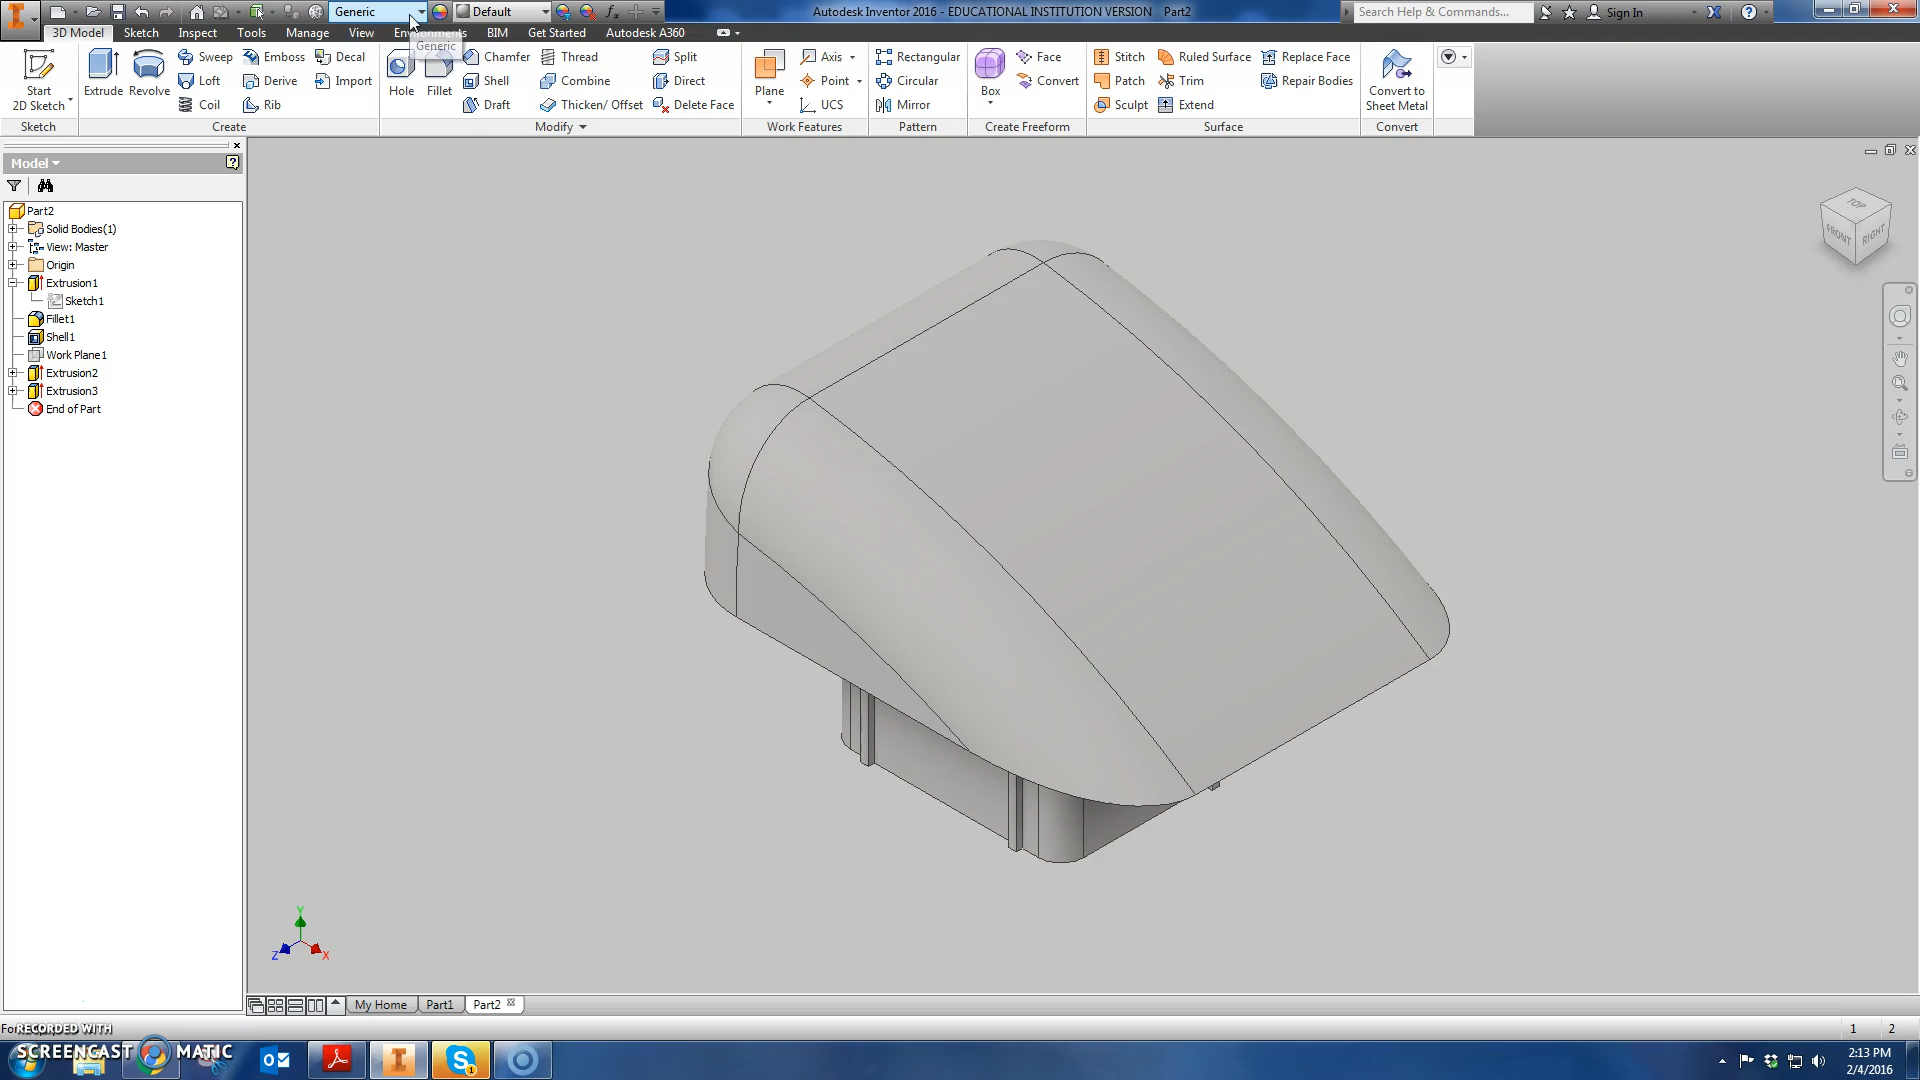 Generic
Default
Autodesk Inventor 2016 - EDUCATIONAL INSTITUTION VERSION Part2
Search Help & Commands...
Sign In
3D Model Sketch Inspect Tools Manage View Environments BIM Get Started Autodesk A360
Generic
Start
2D Sketch
Extrude
Revolve
Sweep
Loft
Coil
Emboss
Derive
Rib
Decal
Import
Hole
Fillet
Chamfer
Shell
Draft
Thread
Combine
Thicken/ Offset
Split
Direct
Delete Face
Plane
Axis
Point
UCS
Rectangular
Circular
Mirror
Box
Face
Convert
Stitch
Patch
Sculpt
Ruled Surface
Trim
Extend
Replace Face
Repair Bodies
Convert to
Sheet Metal
Sketch Create Modify Work Features Pattern Create Freeform Surface Convert
Model
Part2
Solid Bodies(1)
View: Master
Origin
Extrusion1
Sketch1
Fillet1
Shell1
Work Plane1
Extrusion2
Extrusion3
End of Part
TOP
FRONT
RIGHT
Y
Z
X
My Home Part1 Part2
For
1 2
RECORDED WITH
SCREENCAST MATIC
1
2:13 PM
2/4/2016